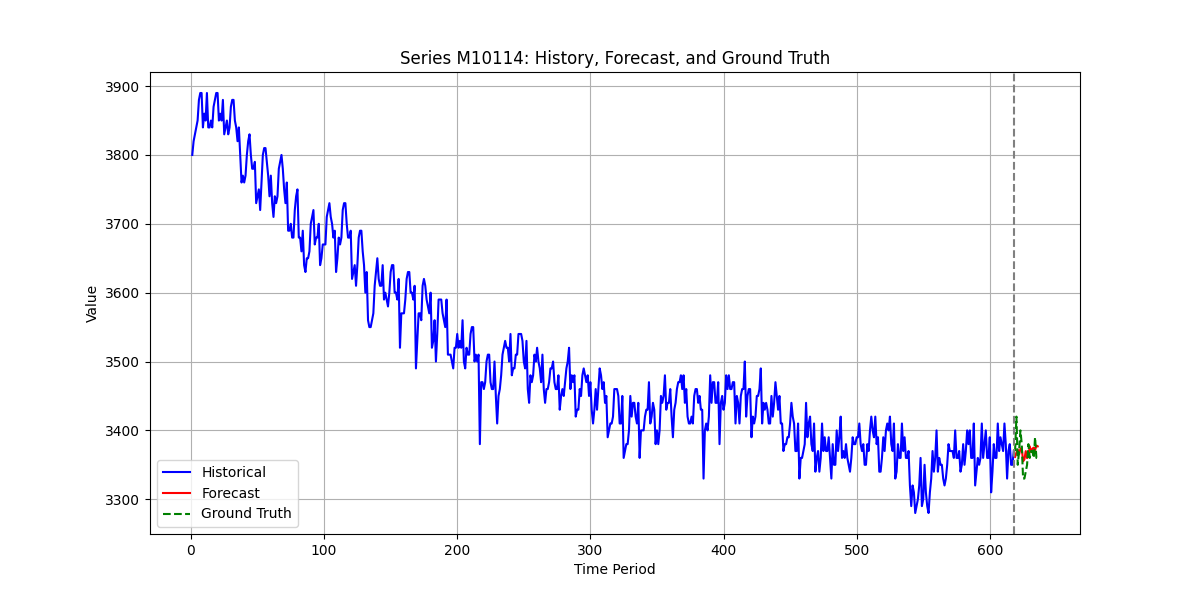 Series M10114: History, Forecast, and Ground Truth
3900
3800
3700
3600
3500
3400
3300
Value
Historical
Forecast
Ground Truth
0 100 200 300 400 500 600
Time Period